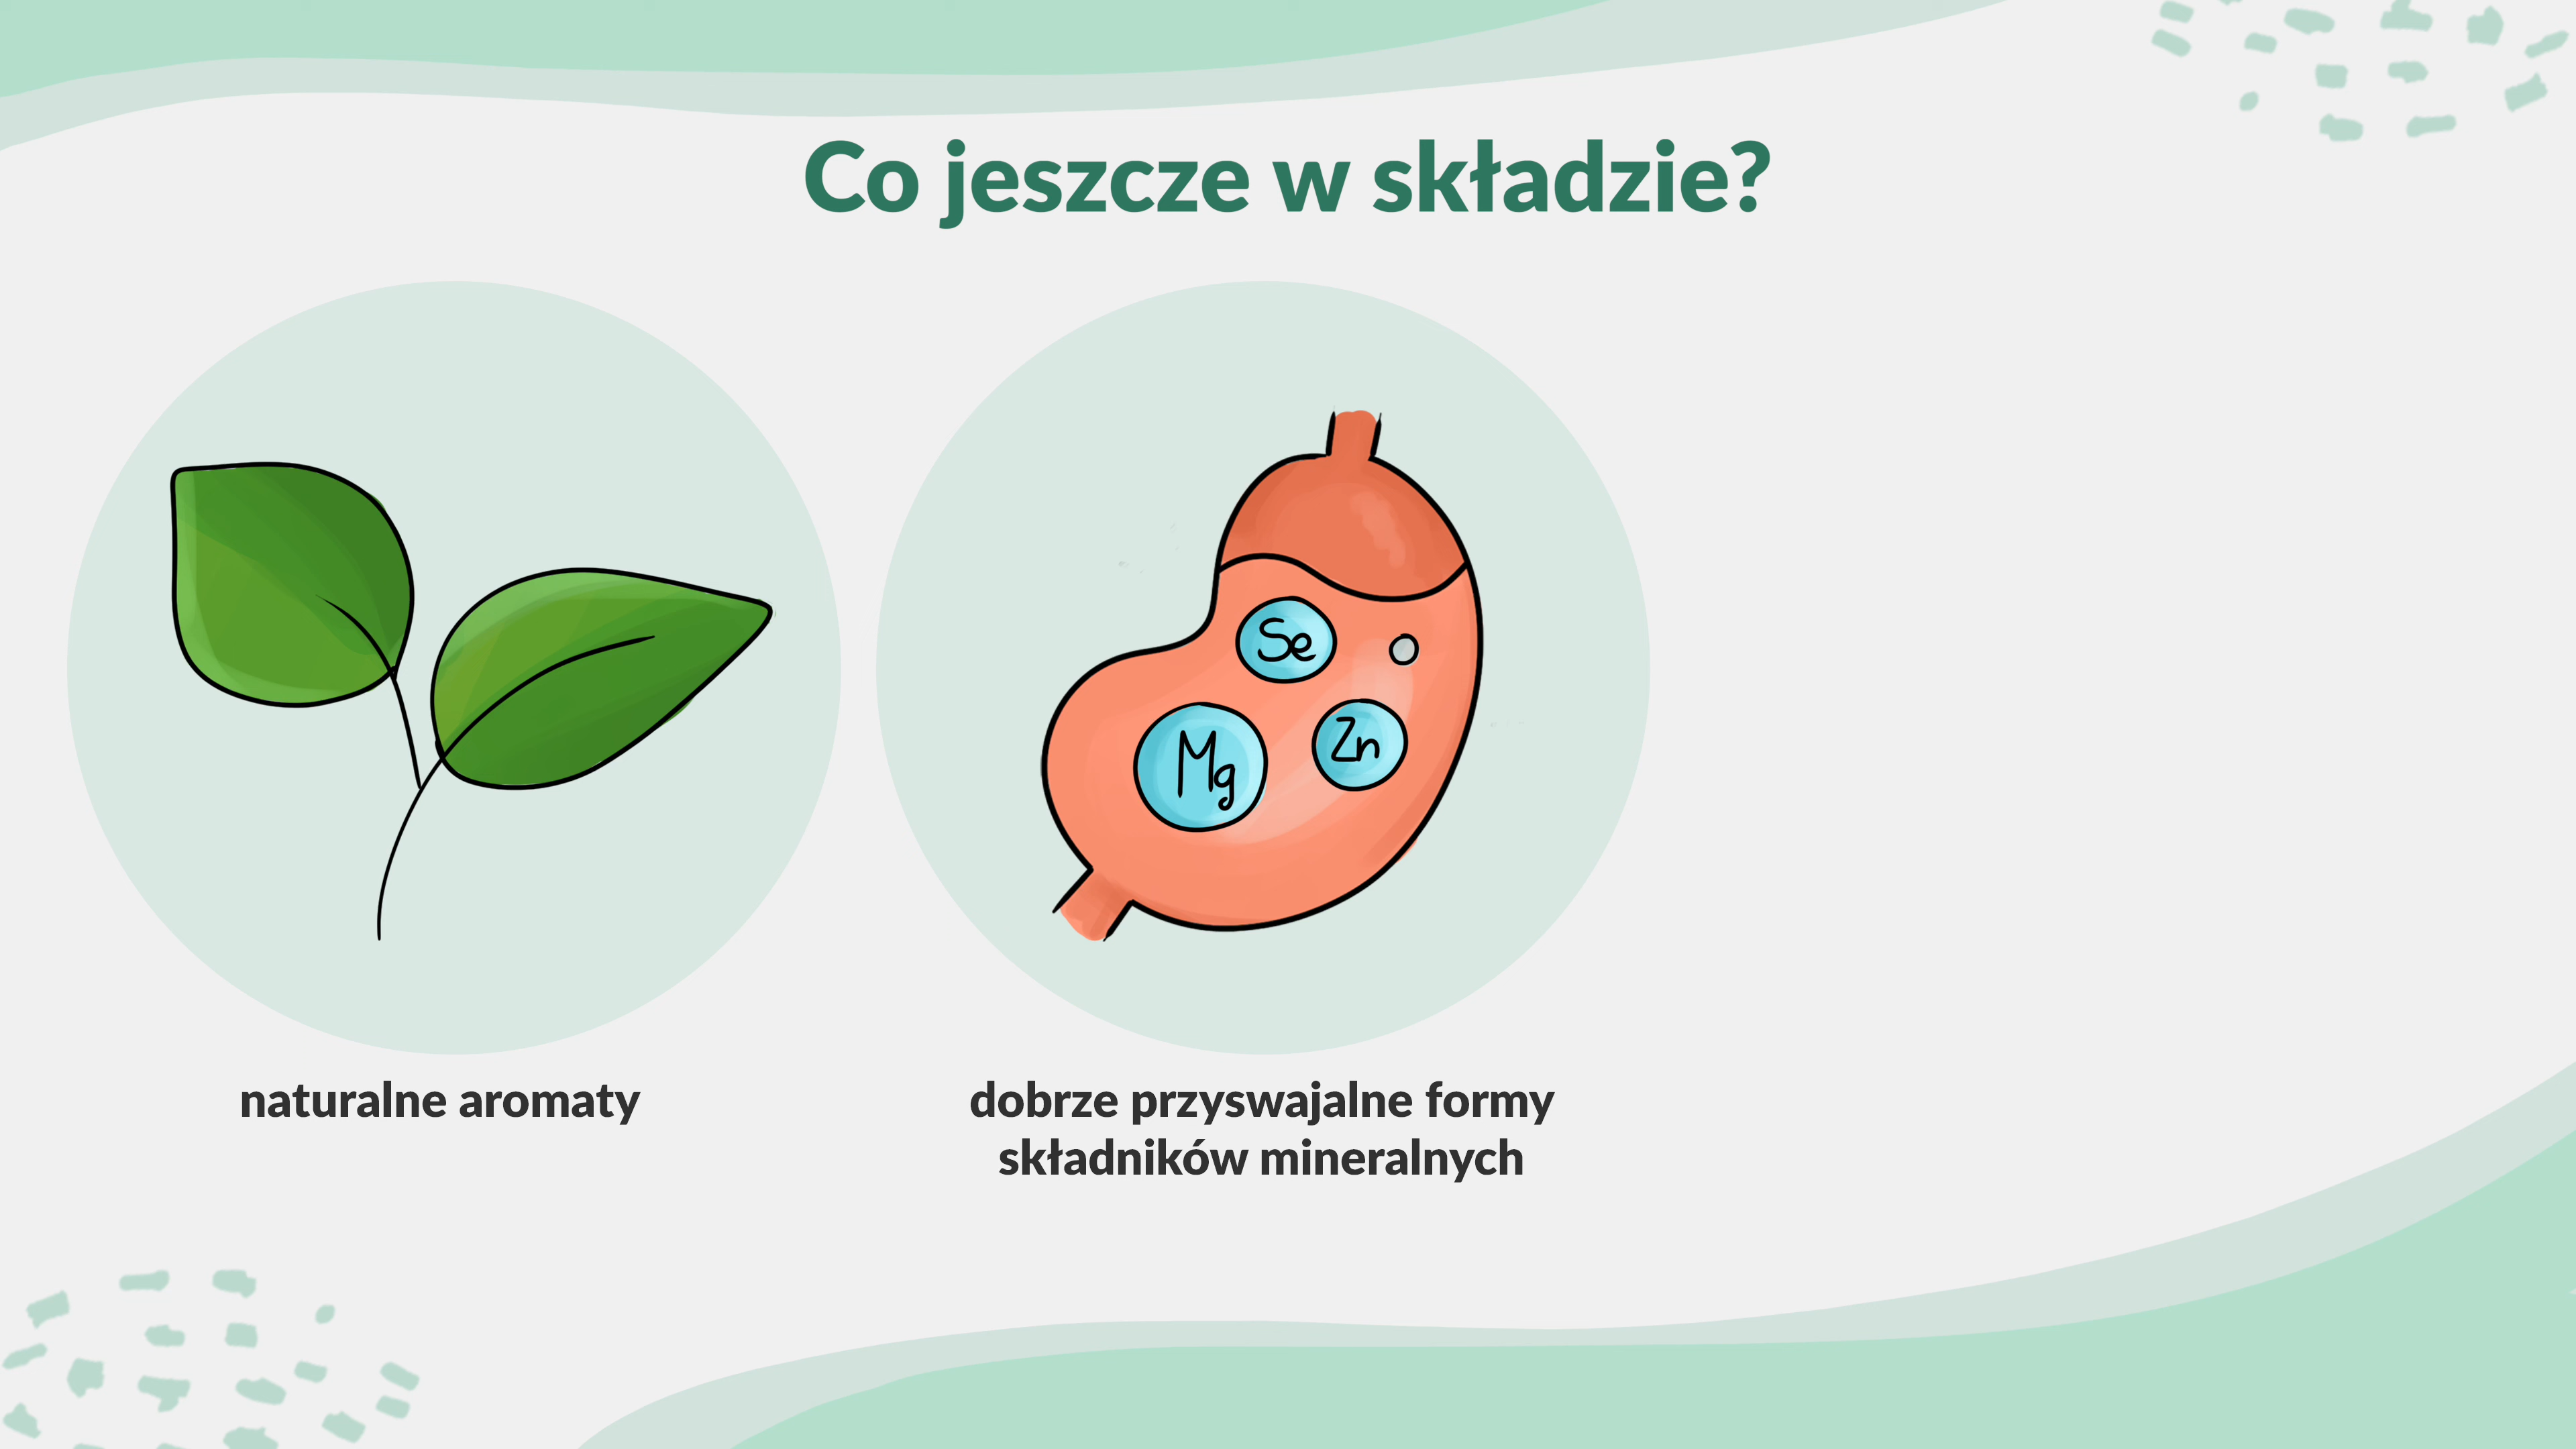 Co jeszcze w składzie?
Se
Mg
Zn
naturalne aromaty
dobrze przyswajalne formy
składników mineralnych